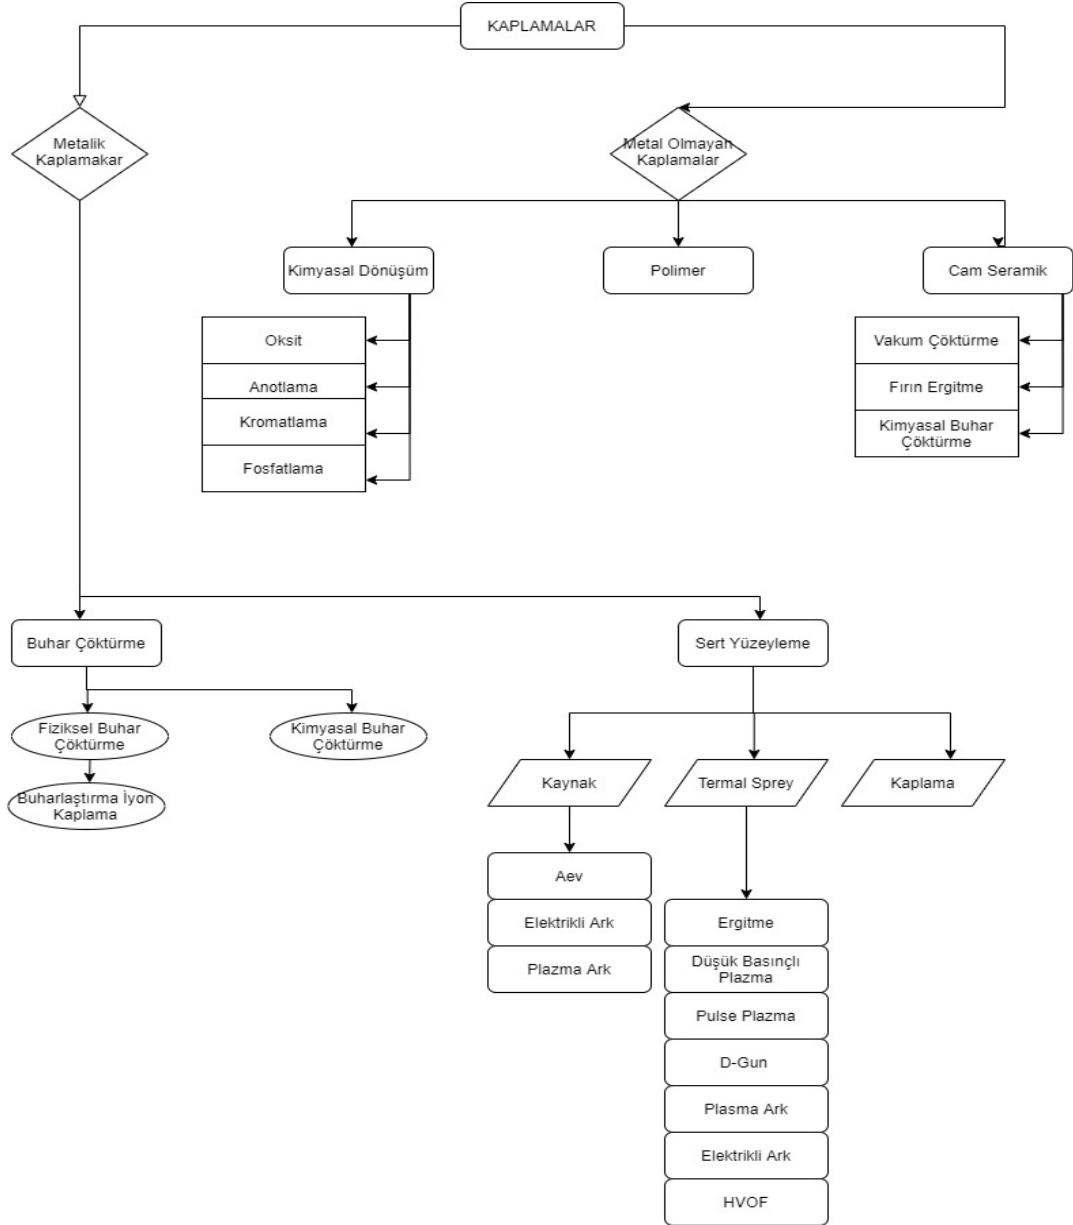 KAPLAMALAR
Metalik
Kaplamakar
Metal Olmayan
Kaplamalar
Kimyasal Dönüşüm
Polimer
Cam Seramik
Oksit
Anotlama
Kromatlama
Fosfatlama
Vakum Çöktürme
Fırın Ergitme
Kimyasal Buhar
Çöktürme
Buhar Çöktürme
Sert Yüzeyleme
Fiziksel Buhar
Çöktürme
Kimyasal Buhar
Çöktürme
Buharlaştırma İyon
Kaplama
Kaynak
Termal Sprey
Kaplama
Aev
Elektrikli Ark
Plazma Ark
Ergitme
Düşük Basınçlı
Plazma
Pulse Plazma
D-Gun
Plasma Ark
Elektrikli Ark
HVOF